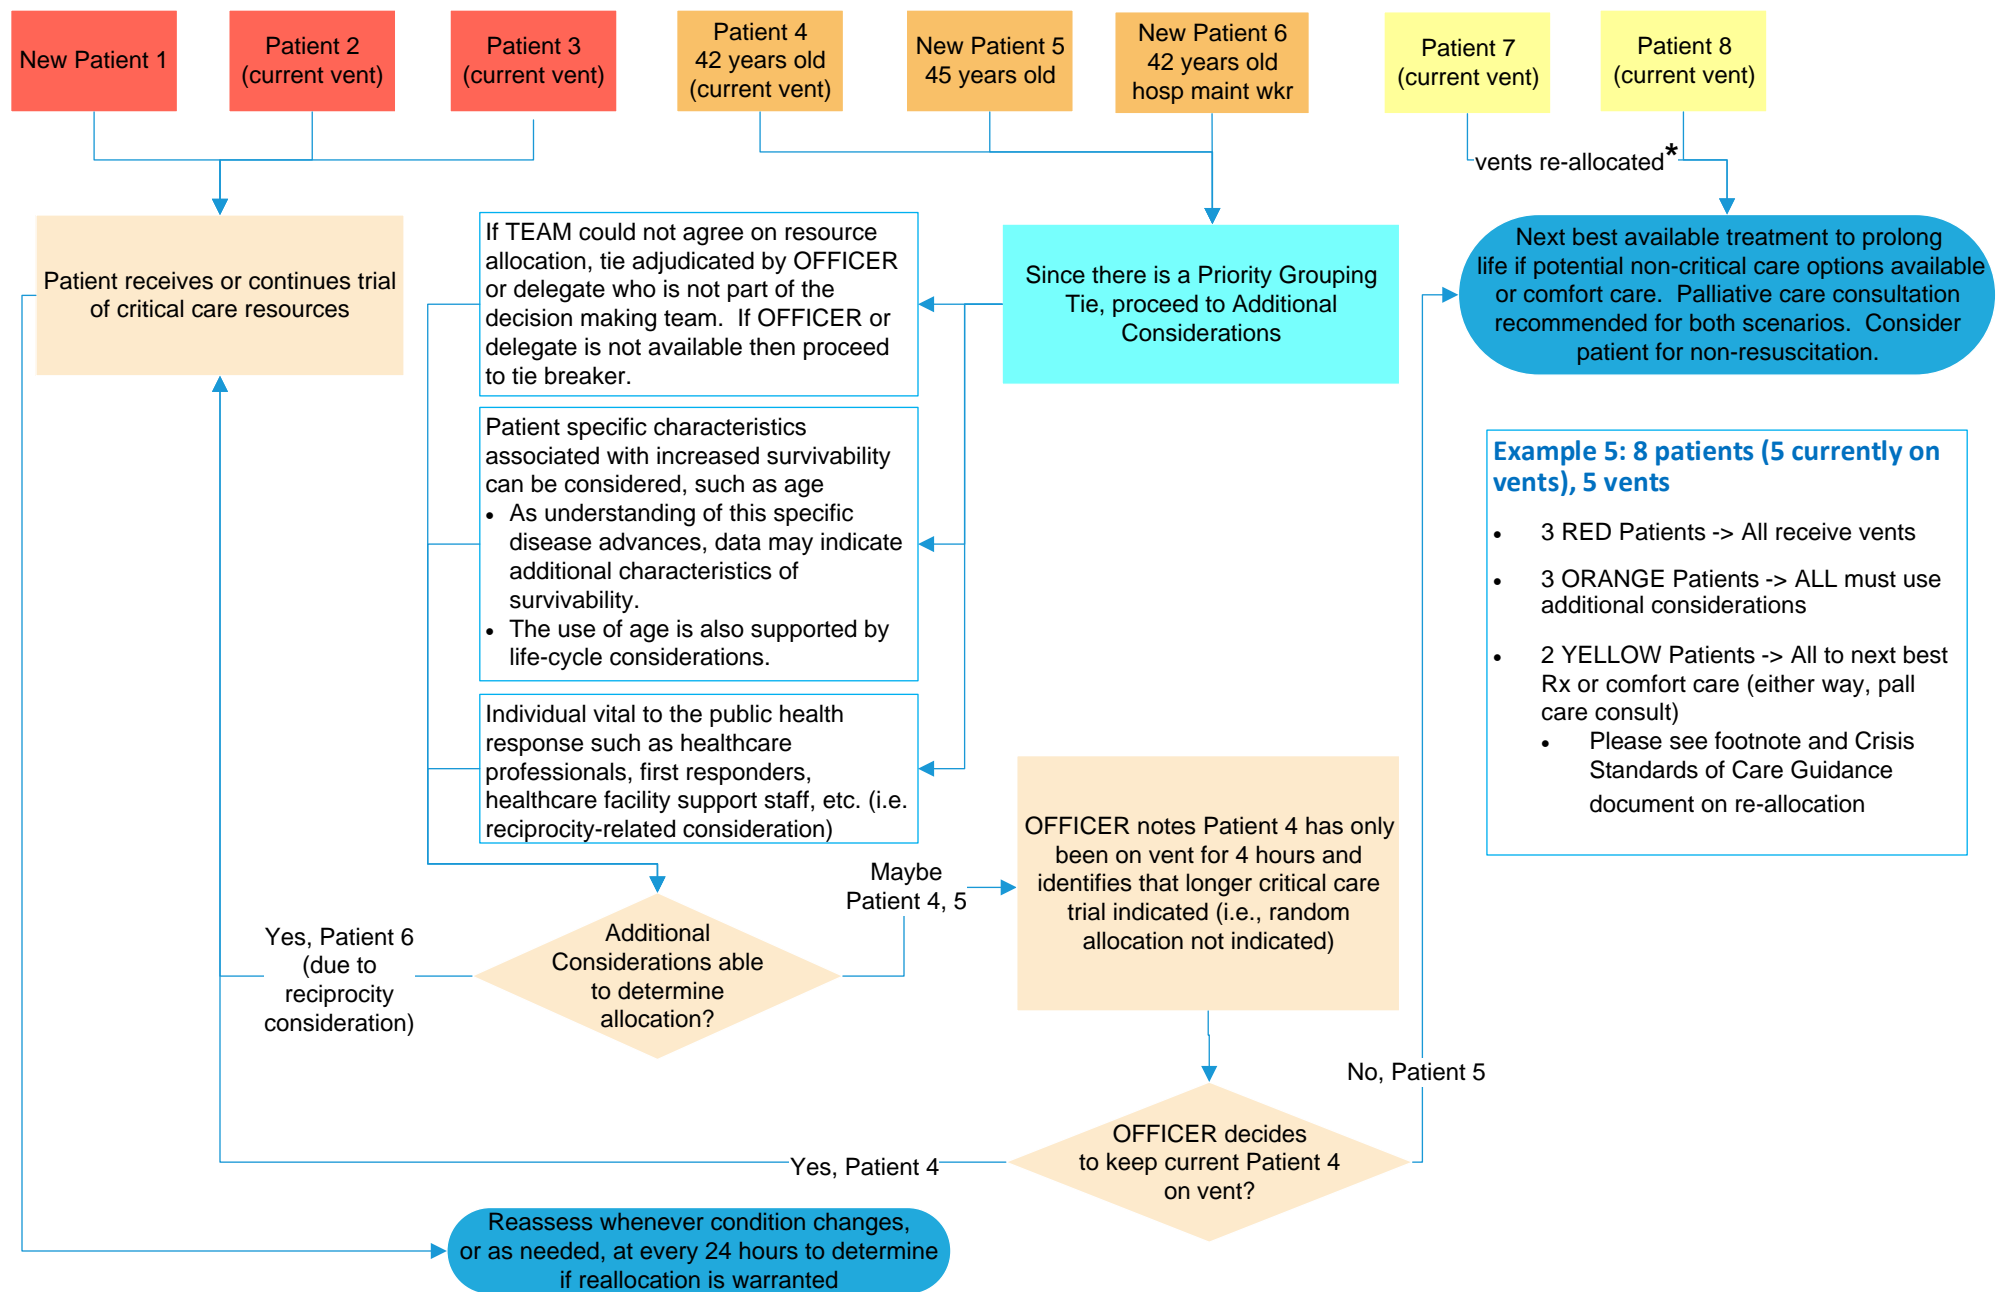 New Patient 1
Patient 2
(current vent)
Patient 3
(current vent)
Patient 4
42 years old
(current vent)
New Patient 5
45 years old
New Patient 6
42 years old
hosp maint wkr
Patient 7
(current vent)
Patient 8
(current vent)
vents re-allocated*
Patient receives or continues trial
of critical care resources
If TEAM could not agree on resource
allocation, tie adjudicated by OFFICER
or delegate who is not part of the
decision making team.  If OFFICER or
delegate is not available then proceed
to tie breaker.
Since there is a Priority Grouping
Tie, proceed to Additional
Considerations
Next best available treatment to prolong
life if potential non-critical care options available
or comfort care.  Palliative care consultation
recommended for both scenarios.  Consider
patient for non-resuscitation.
Patient specific characteristics
associated with increased survivability
can be considered, such as age
• As understanding of this specific
disease advances, data may indicate
additional characteristics of
survivability.
• The use of age is also supported by
life-cycle considerations.
Example 5: 8 patients (5 currently on
vents), 5 vents
• 3 RED Patients -> All receive vents
• 3 ORANGE Patients -> ALL must use
additional considerations
• 2 YELLOW Patients -> All to next best
Rx or comfort care (either way, pall
care consult)
• Please see footnote and Crisis
Standards of Care Guidance
document on re-allocation
Individual vital to the public health
response such as healthcare
professionals, first responders,
healthcare facility support staff, etc. (i.e.
reciprocity-related consideration)
OFFICER notes Patient 4 has only
been on vent for 4 hours and
identifies that longer critical care
trial indicated (i.e., random
allocation not indicated)
Maybe
Patient 4, 5
Yes, Patient 6
(due to
reciprocity
consideration)
Additional
Considerations able
to determine
allocation?
No, Patient 5
OFFICER decides
to keep current Patient 4
on vent?
Yes, Patient 4
Reassess whenever condition changes,
or as needed, at every 24 hours to determine
if reallocation is warranted